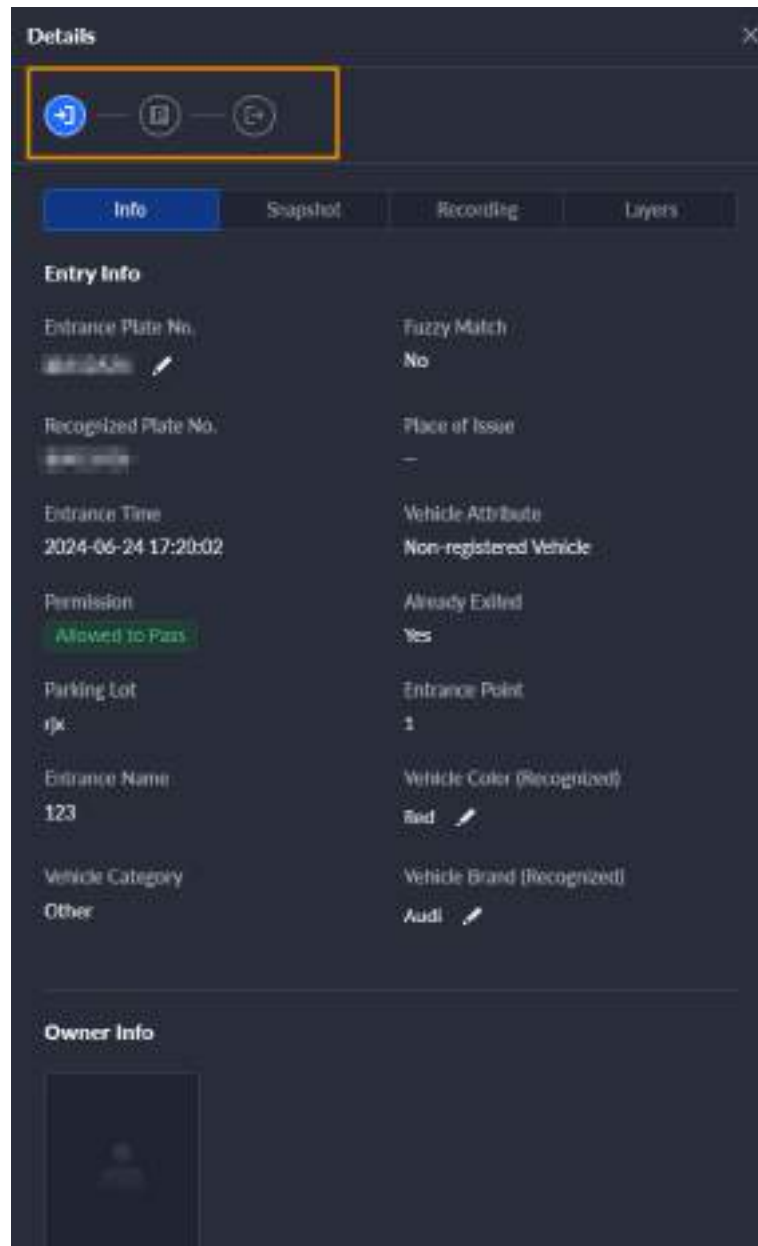 Details
Info Snapshot Recording Layers
Entry Info
Entrance Plate No. Fuzzy Match
No
Recognized Plate No. Place of Issue
--
Entrance Time Vehicle Attribute
2024-06-24 17:20:02 Non-registered Vehicle
Permission Already Exited
Allowed to Pass Yes
Parking Lot Entrance Point
1
Entrance Name Vehicle Color (Recognized)
123 Red
Vehicle Category Vehicle Brand (Recognized)
Other Audi
Owner Info